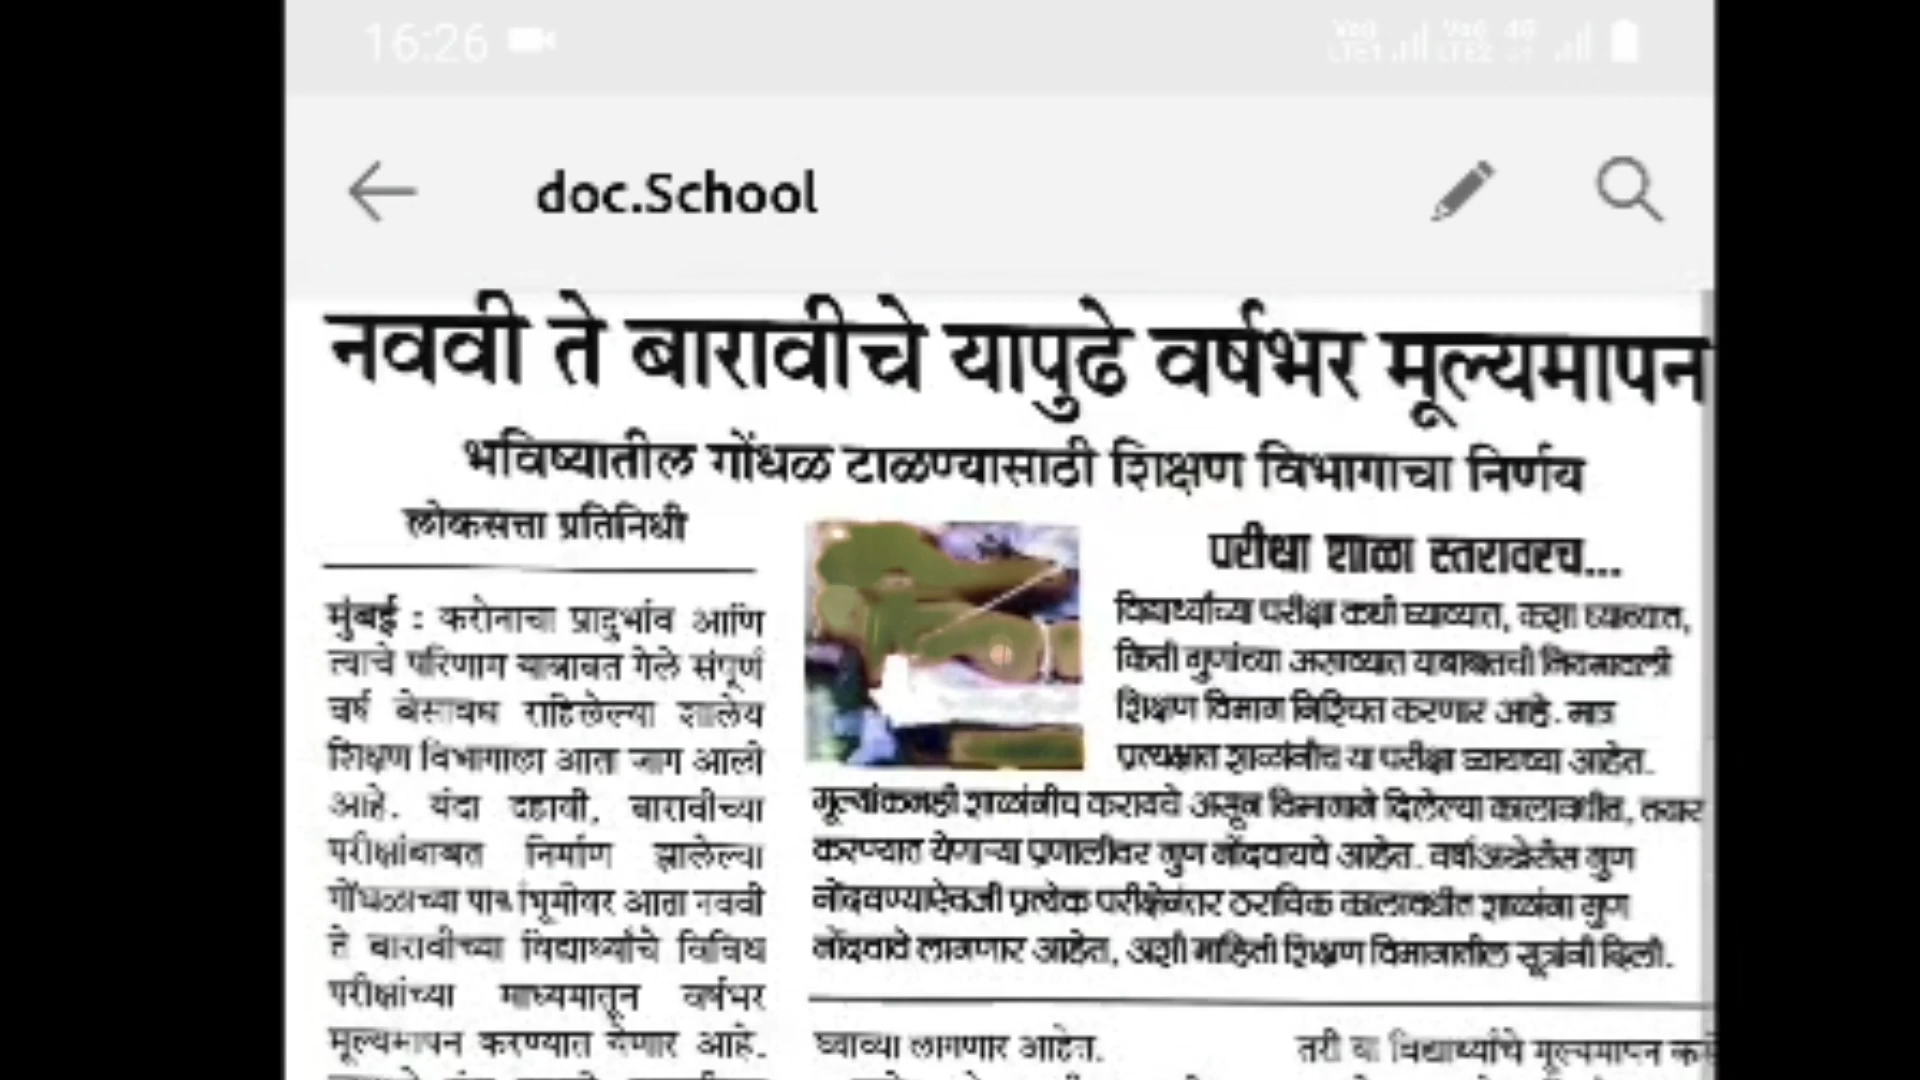 16:26
doc.School
नववी ते बारावीचे यापुढे वर्षभर मूल्यमापन
भविष्यातील गोंधळ टाळण्यासाठी शिक्षण विभागाचा निर्णय
लोकसत्ता प्रतिनिधी
मुंबई : करोनाचा प्रादुर्भाव आणि
त्याचे परिणाम याबाबत गेले संपूर्ण
वर्ष बेसावध राहिलेल्या शालेय
शिक्षण विभागाला आता जाग आली
आहे. यंदा दहावी, बारावीच्या
परीक्षांबाबत निर्माण झालेल्या
गोंधळाच्या आता नववी
ते बारावीच्या विद्यार्थ्यांचे विविध
परीक्षांच्या माध्यमातून वर्षभर
मूल्यमापन करण्यात येणार आहे.
परीक्षा शाळा स्तरावरच...
विद्यार्थ्यांच्या परीक्षा कधी घ्याव्यात, कशा घ्याव्यात,
किती गुणांच्या असाव्यात याबाबतची नियमावली
शिक्षण विभाग निश्चित करणार आहे. मात्र
प्रत्यक्षात शाळांनीच या परीक्षा घ्यायच्या आहेत.
मूल्यांकनही शाळांनीच करायचे असून विभागाने दिलेल्या कालावधीत, तयार
करण्यात येणाऱ्या प्रणालीवर गुण नोंदवायचे आहेत. वर्षाअखेरीस गुण
नोंदवण्याऐवजी प्रत्येक परीक्षेनंतर ठराविक कालावधीत शाळांना गुण
नोंदवावे लागणार आहेत, अशी माहिती शिक्षण विभागातील सूत्रांनी दिली.
घ्याव्या लागणार आहेत.
तरी या विद्यार्थ्यांचे मूल्यमापन